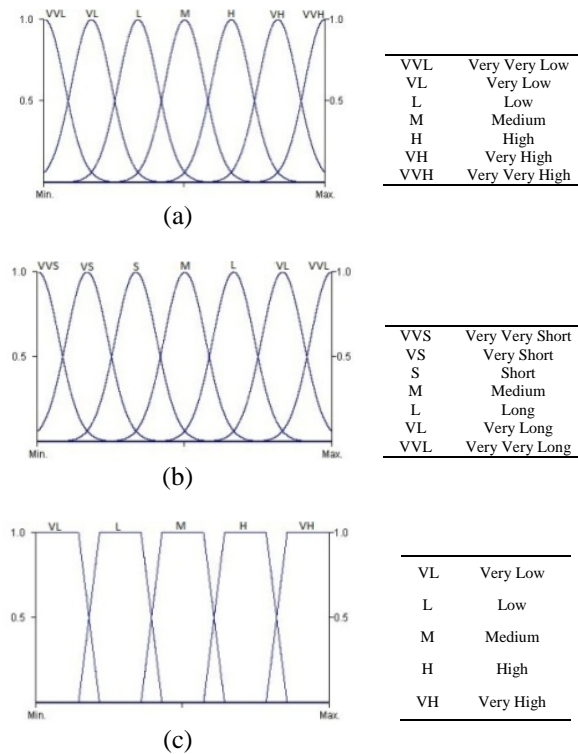 VVL VL L M H VH VVH
1.0 1.0
0.5 0.5
Min. Max.
VVL Very Very Low
VL Very Low
L Low
M Medium
H High
VH Very High
VVH Very Very High
(a)
VVS VS S M L VL VVL
1.0 1.0
0.5 0.5
Min. Max.
VVS Very Very Short
VS Very Short
S Short
M Medium
L Long
VL Very Long
VVL Very Very Long
(b)
VL L M H VH
1.0 1.0
0.5 0.5
Min. Max.
VL Very Low
L Low
M Medium
H High
VH Very High
(c)